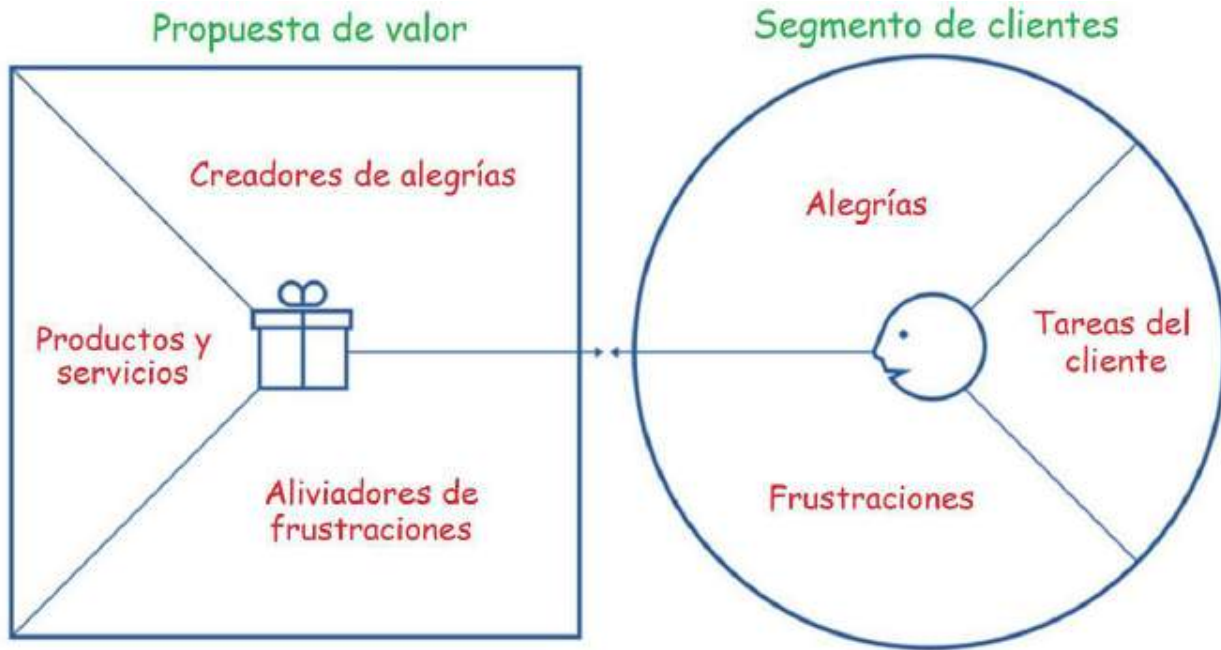 Propuesta de valor
Segmento de clientes
Creadores de alegrías
Productos y
servicios
Aliviadores de
frustraciones
Alegrías
Tareas del
cliente
Frustraciones